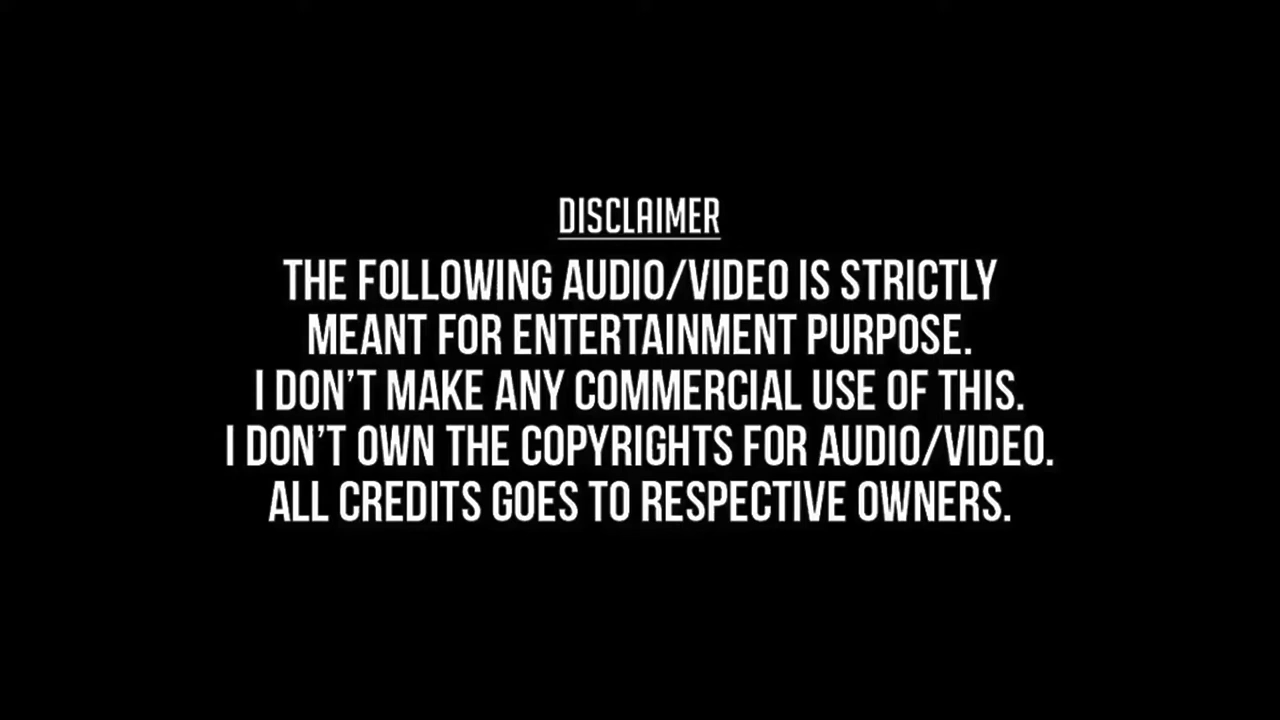 DISCLAIMER
THE FOLLOWING AUDIO/VIDEO IS STRICTLY
MEANT FOR ENTERTAINMENT PURPOSE.
I DON'T MAKE ANY COMMERCIAL USE OF THIS.
I DON'T OWN THE COPYRIGHTS FOR AUDIO/VIDEO.
ALL CREDITS GOES TO RESPECTIVE OWNERS.